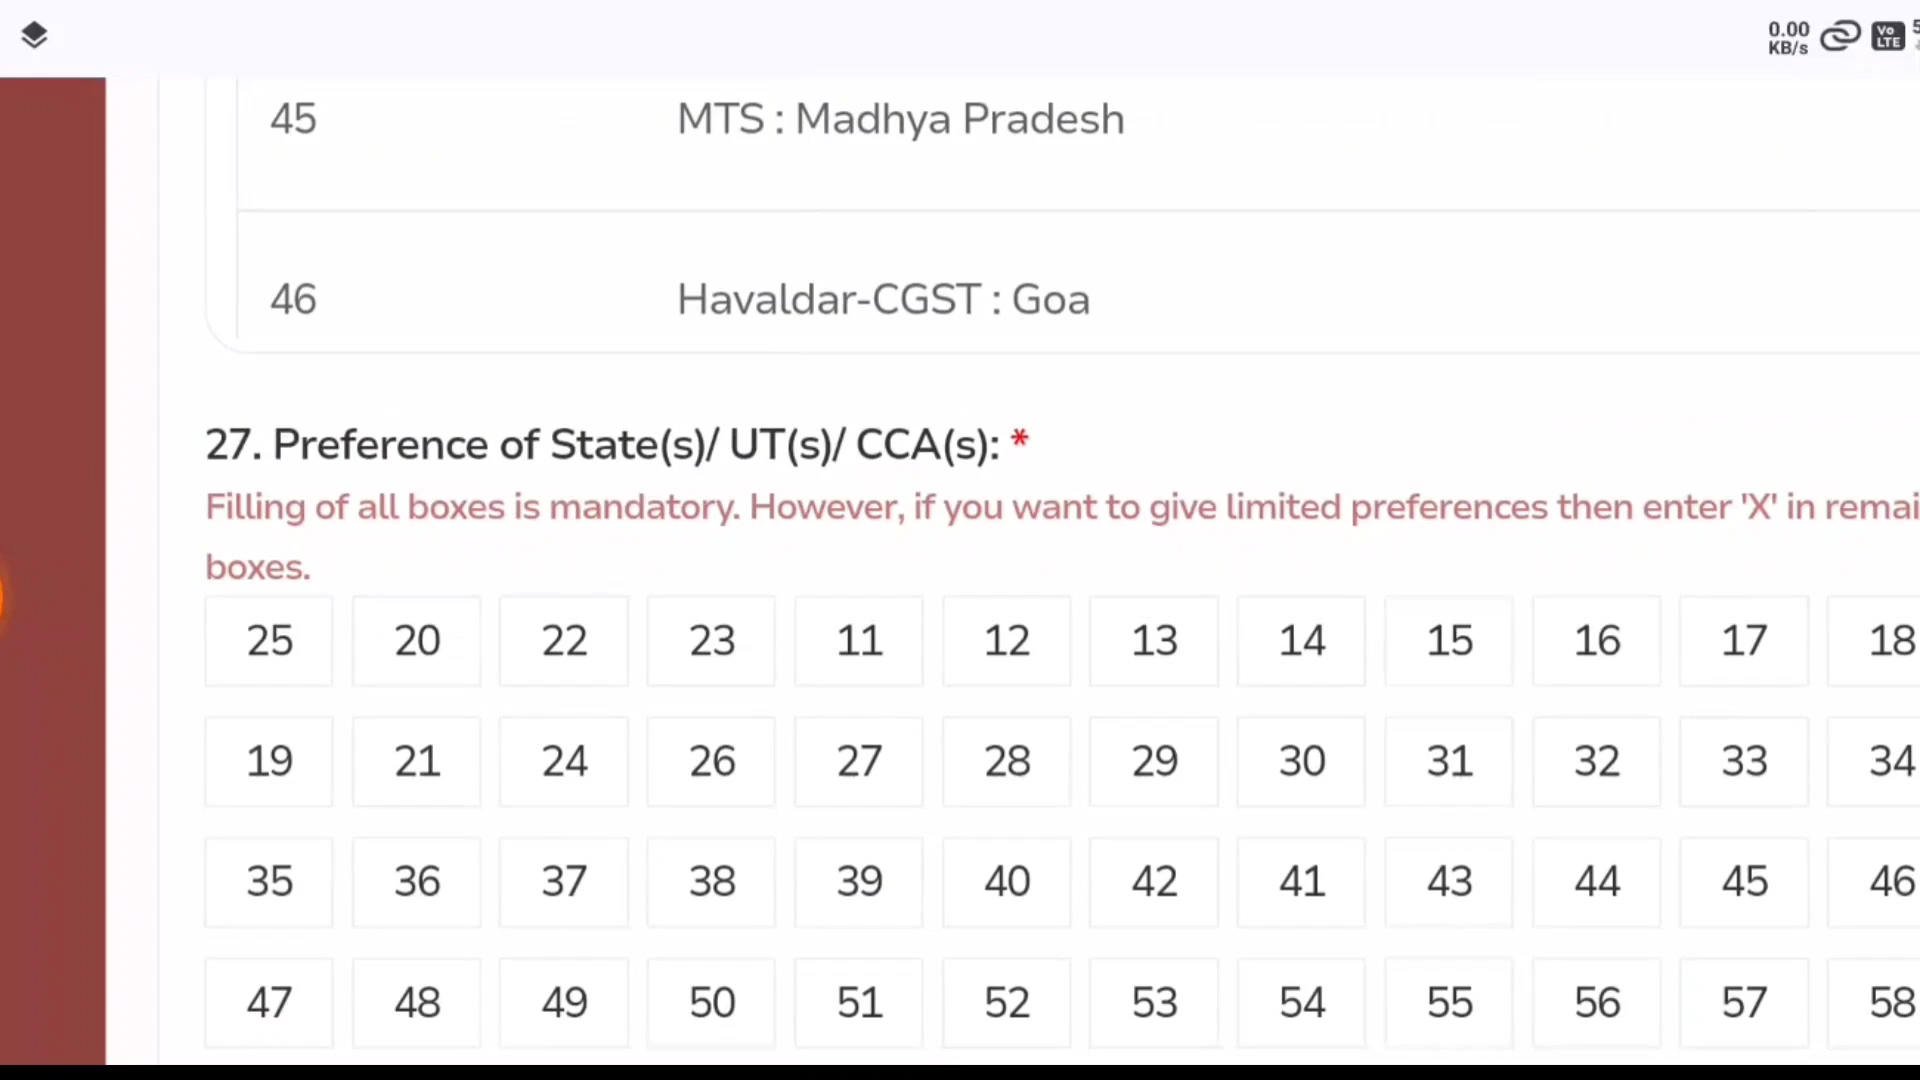 0.00
KB/s
Vo
LTE
45 MTS : Madhya Pradesh
46 Havaldar-CGST : Goa
27. Preference of State(s)/ UT(s)/ CCA(s): *
Filling of all boxes is mandatory. However, if you want to give limited preferences then enter 'X' in remai
boxes.
25 20 22 23 11 12 13 14 15 16 17 18
19 21 24 26 27 28 29 30 31 32 33 34
35 36 37 38 39 40 42 41 43 44 45 46
47 48 49 50 51 52 53 54 55 56 57 58